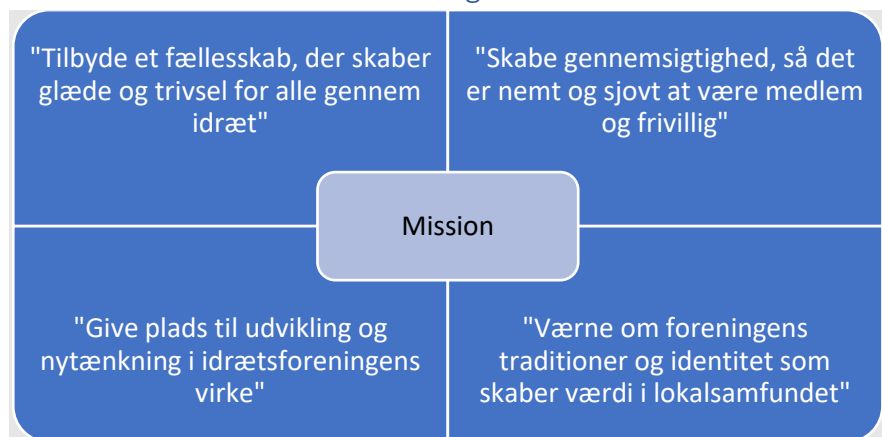 "Tilbyde et fællesskab, der skaber
glæde og trivsel for alle gennem
idræt"
"Skabe gennemsigtighed, så det
er nemt og sjovt at være medlem
og frivillig"
Mission
"Give plads til udvikling og
nytænkning i idrætsforeningens
virke"
"Værne om foreningens
traditioner og identitet som
skaber værdi i lokalsamfundet"